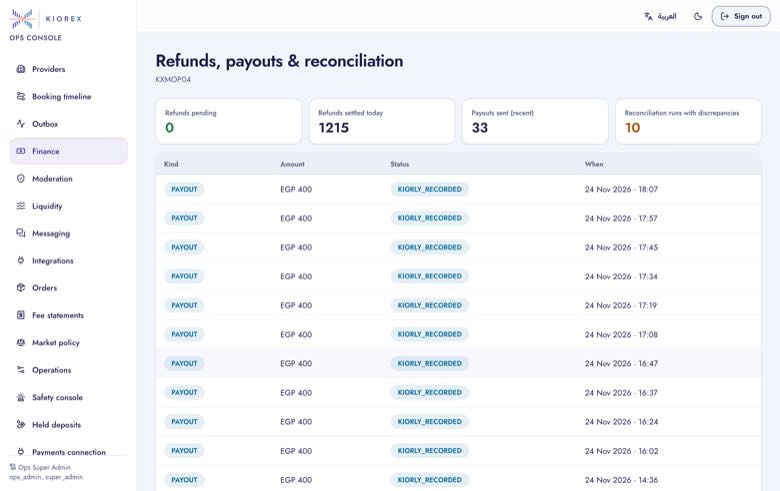 KIOREX
OPS CONSOLE
Providers
Booking timeline
Outbox
Finance
Moderation
Liquidity
Messaging
Integrations
Orders
Fee statements
Market policy
Operations
Safety console
Held deposits
Payments connection
Ops Super Admin
ops_admin, super_admin
العربية
Sign out
Refunds, payouts & reconciliation
KXMOP04
Refunds pending
0
Refunds settled today
1215
Payouts sent (recent)
33
Reconciliation runs with discrepancies
10
Kind Amount Status When
PAYOUT EGP 400 KIORLY_RECORDED 24 Nov 2026 · 18:07
PAYOUT EGP 400 KIORLY_RECORDED 24 Nov 2026 · 17:57
PAYOUT EGP 400 KIORLY_RECORDED 24 Nov 2026 · 17:45
PAYOUT EGP 400 KIORLY_RECORDED 24 Nov 2026 · 17:34
PAYOUT EGP 400 KIORLY_RECORDED 24 Nov 2026 · 17:19
PAYOUT EGP 400 KIORLY_RECORDED 24 Nov 2026 · 17:08
PAYOUT EGP 400 KIORLY_RECORDED 24 Nov 2026 · 16:47
PAYOUT EGP 400 KIORLY_RECORDED 24 Nov 2026 · 16:37
PAYOUT EGP 400 KIORLY_RECORDED 24 Nov 2026 · 16:24
PAYOUT EGP 400 KIORLY_RECORDED 24 Nov 2026 · 16:02
PAYOUT EGP 400 KIORLY_RECORDED 24 Nov 2026 · 14:36